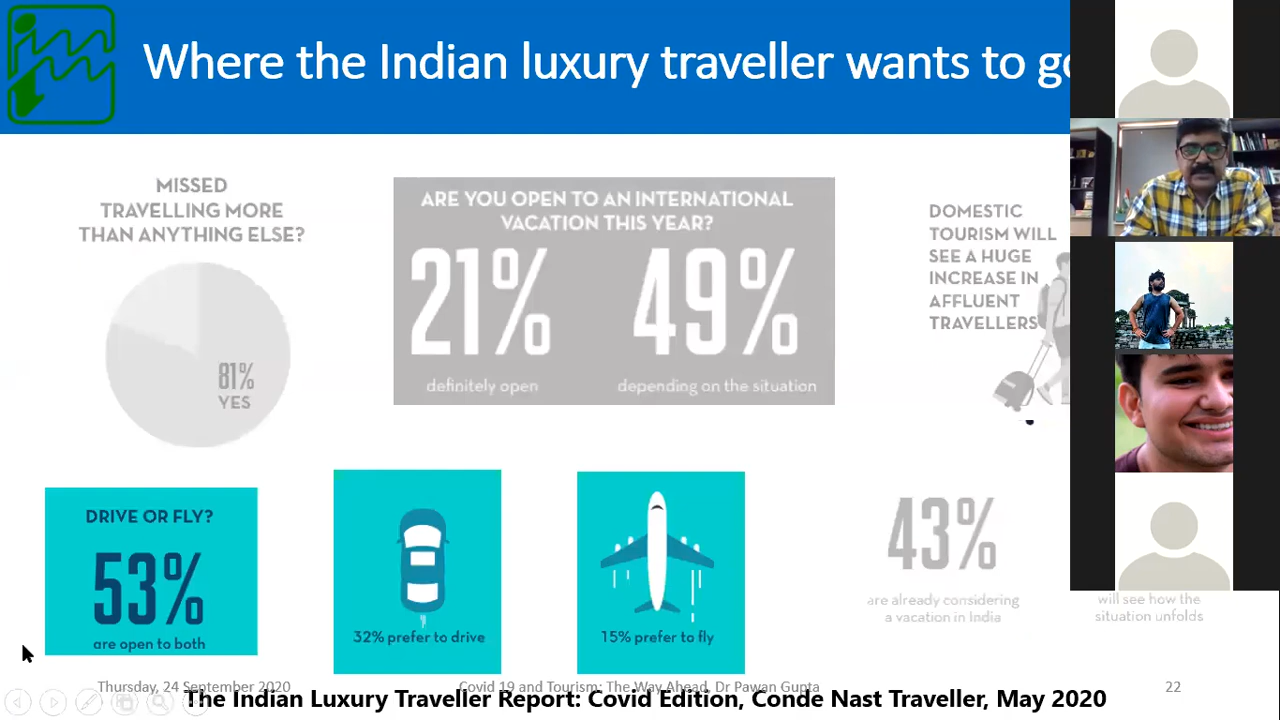 Where the Indian luxury traveller wants to go
MISSED
TRAVELLING MORE
THAN ANYTHING ELSE?
81%
YES
ARE YOU OPEN TO AN INTERNATIONAL
VACATION THIS YEAR?
21% 49%
definitely open depending on the situation
DOMESTIC
TOURISM WILL
SEE A HUGE
INCREASE IN
AFFLUENT
TRAVELLERS
DRIVE OR FLY?
53%
are open to both
32% prefer to drive
15% prefer to fly
43%
are already considering
a vacation in India
will see how the
situation unfolds
Thursday, 24 September 2020 Covid 19 and Tourism: The Way Ahead, Dr Pawan Gupta 22
The Indian Luxury Traveller Report: Covid Edition, Conde Nast Traveller, May 2020